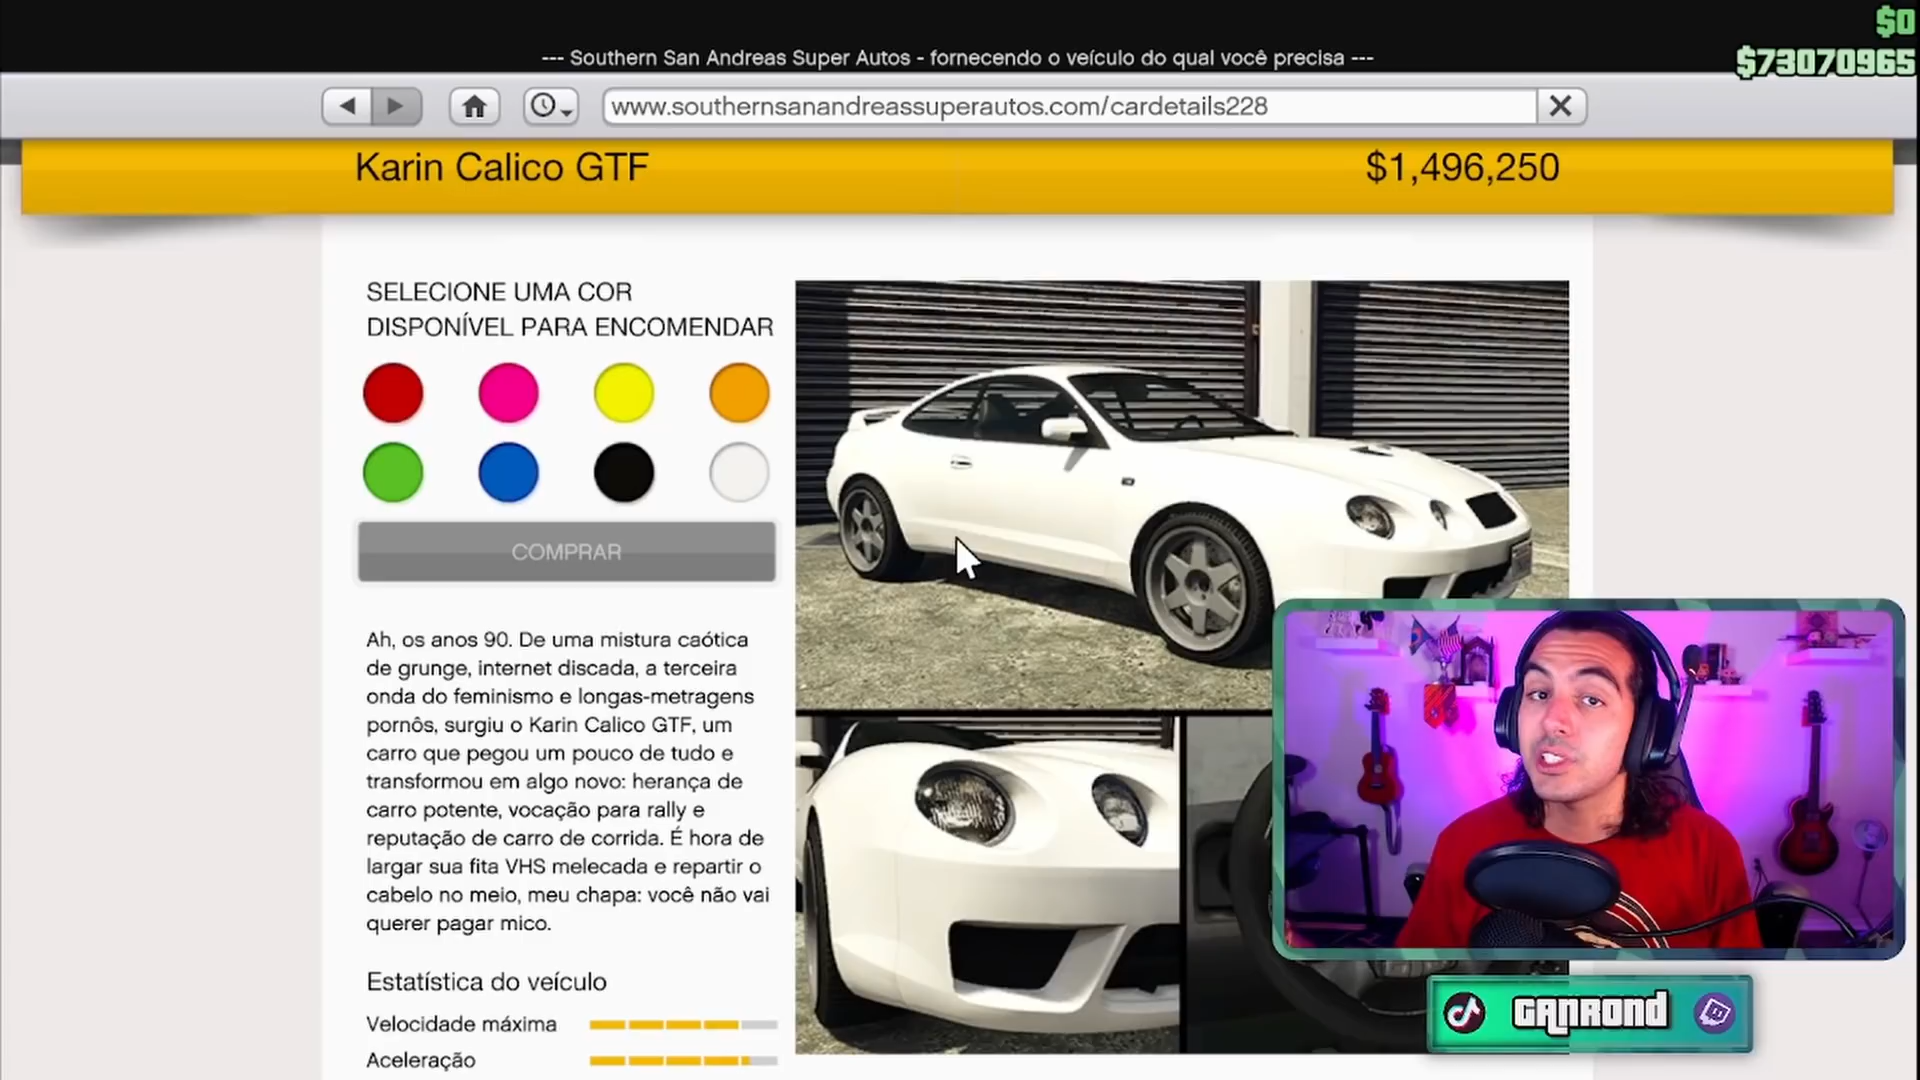 $0
--- Southern San Andreas Super Autos - fornecendo o veículo do qual você precisa ---
$73070965
www.southernsanandreassuperautos.com/cardetails228
Karin Calico GTF
$1,496,250
SELECIONE UMA COR
DISPONÍVEL PARA ENCOMENDAR
COMPRAR
Ah, os anos 90. De uma mistura caótica
de grunge, internet discada, a terceira
onda do feminismo e longas-metragens
pornôs, surgiu o Karin Calico GTF, um
carro que pegou um pouco de tudo e
transformou em algo novo: herança de
carro potente, vocação para rally e
reputação de carro de corrida. É hora de
largar sua fita VHS melecada e repartir o
cabelo no meio, meu chapa: você não vai
querer pagar mico.
Estatística do veículo
Velocidade máxima
Aceleração
GANROND